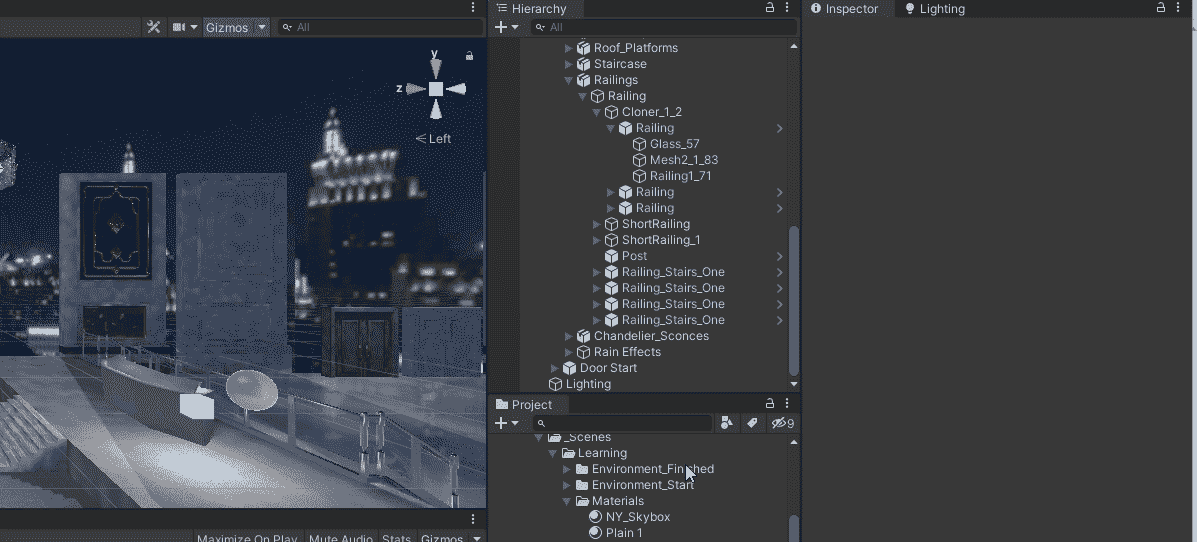 Hierarchy
Inspector
Lighting
Gizmos
All
All
y
z
Left
Roof_Platforms
Staircase
Railings
Railing
Cloner_1_2
Railing
Glass_57
Mesh2_1_83
Railing1_71
Railing
Railing
ShortRailing
ShortRailing_1
Post
Railing_Stairs_One
Railing_Stairs_One
Railing_Stairs_One
Railing_Stairs_One
Chandelier_Sconces
Rain Effects
Door Start
Lighting
Project
9
_Scenes
Learning
Environment_Finished
Environment_Start
Materials
NY_Skybox
Plain 1
Maximize On Play Mute Audio Stats Gizmos